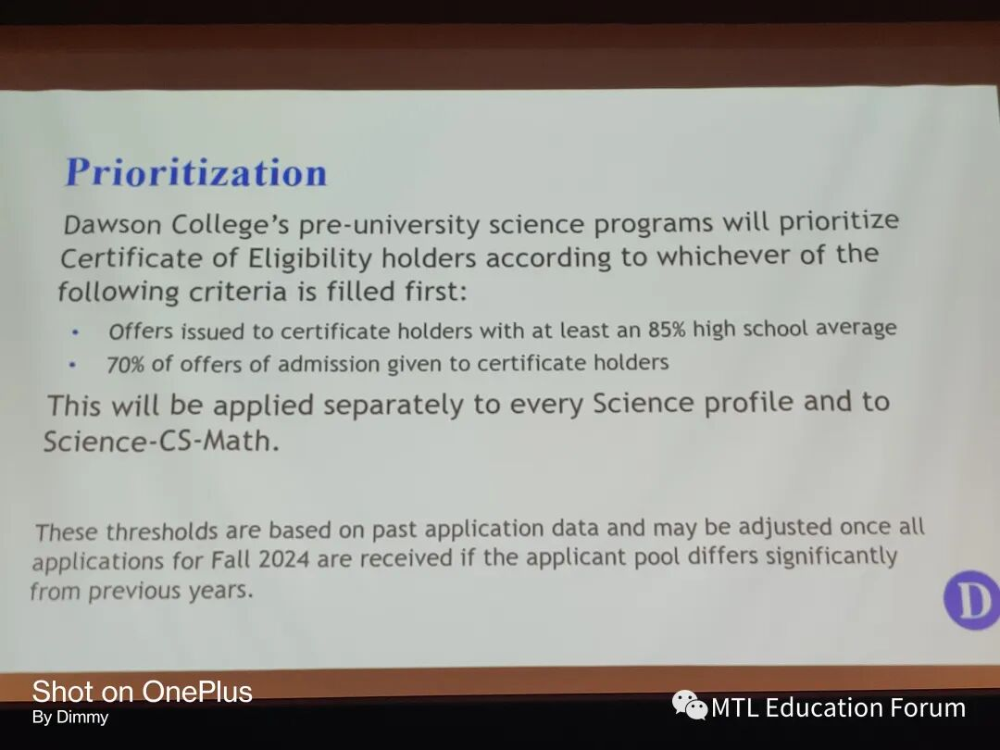 Prioritization
Dawson College's pre-university science programs will prioritize
Certificate of Eligibility holders according to whichever of the
following criteria is filled first:
• Offers issued to certificate holders with at least an 85% high school average
• 70% of offers of admission given to certificate holders
This will be applied separately to every Science profile and to
Science-CS-Math.
These thresholds are based on past application data and may be adjusted once all
applications for Fall 2024 are received if the applicant pool differs significantly
from previous years.
D
Shot on OnePlus
By Dimmy
MTL Education Forum